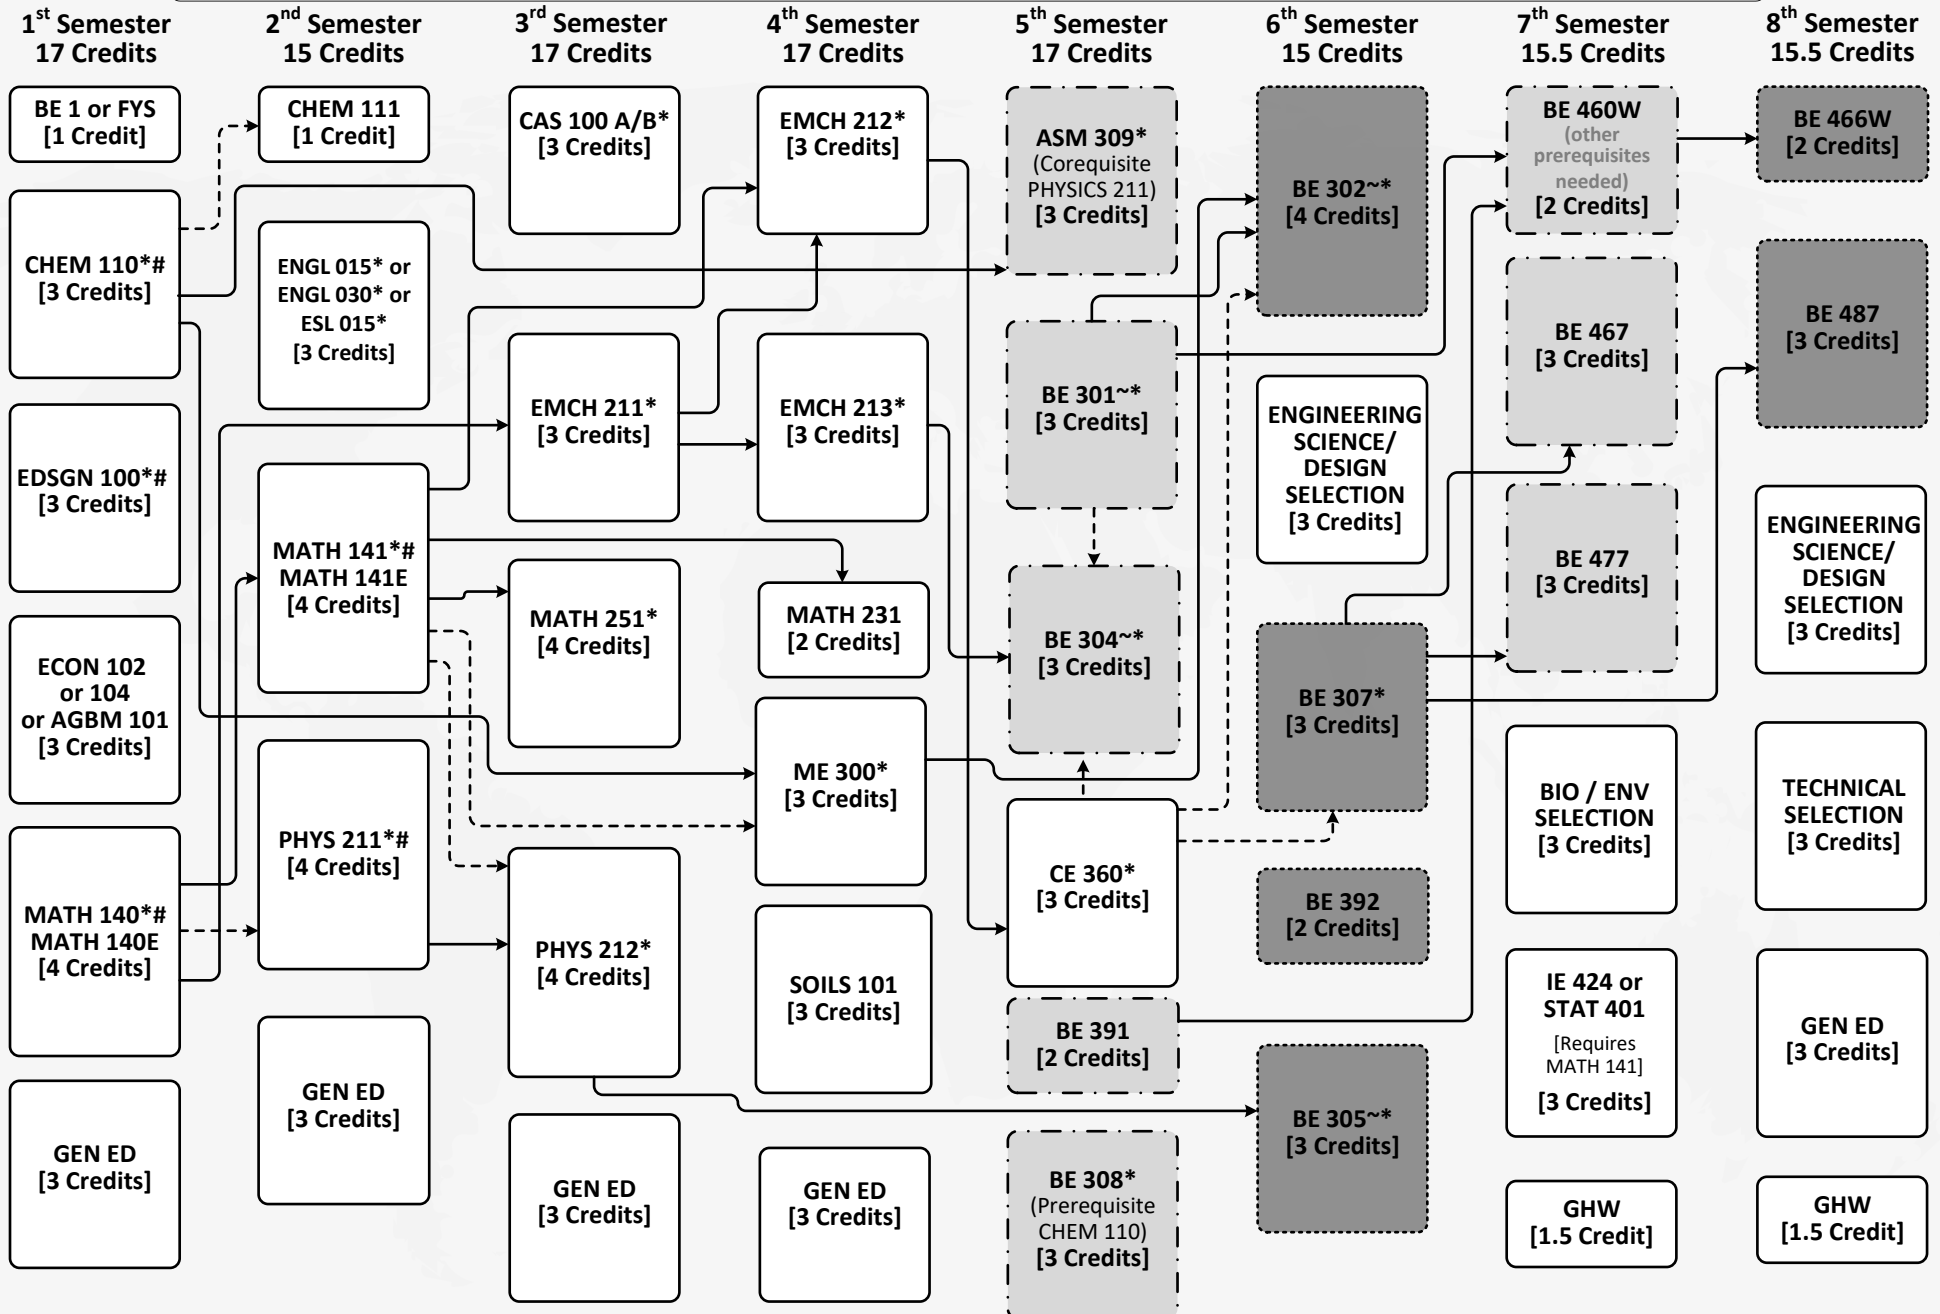 1st Semester
17 Credits
2nd Semester
15 Credits
3rd Semester
17 Credits
4th Semester
17 Credits
5th Semester
17 Credits
6th Semester
15 Credits
7th Semester
15.5 Credits
8th Semester
15.5 Credits
BE 1 or FYS
[1 Credit]
CHEM 110*#
[3 Credits]
EDSGN 100*#
[3 Credits]
ECON 102
or 104
or AGBM 101
[3 Credits]
MATH 140*#
MATH 140E
[4 Credits]
GEN ED
[3 Credits]
CHEM 111
[1 Credit]
ENGL 015* or
ENGL 030* or
ESL 015*
[3 Credits]
MATH 141*#
MATH 141E
[4 Credits]
PHYS 211*#
[4 Credits]
GEN ED
[3 Credits]
CAS 100 A/B*
[3 Credits]
EMCH 211*
[3 Credits]
MATH 251*
[4 Credits]
PHYS 212*
[4 Credits]
GEN ED
[3 Credits]
EMCH 212*
[3 Credits]
EMCH 213*
[3 Credits]
MATH 231
[2 Credits]
ME 300*
[3 Credits]
SOILS 101
[3 Credits]
GEN ED
[3 Credits]
ASM 309*
(Corequisite
PHYSICS 211)
[3 Credits]
BE 301~*
[3 Credits]
BE 304~*
[3 Credits]
CE 360*
[3 Credits]
BE 391
[2 Credits]
BE 308*
(Prerequisite
CHEM 110)
[3 Credits]
BE 302~*
[4 Credits]
ENGINEERING
SCIENCE/
DESIGN
SELECTION
[3 Credits]
BE 307*
[3 Credits]
BE 392
[2 Credits]
BE 305~*
[3 Credits]
BE 460W
(other
prerequisites
needed)
[2 Credits]
BE 467
[3 Credits]
BE 477
[3 Credits]
BIO / ENV
SELECTION
[3 Credits]
IE 424 or
STAT 401
[Requires
MATH 141]
[3 Credits]
GHW
[1.5 Credit]
BE 466W
[2 Credits]
BE 487
[3 Credits]
ENGINEERING
SCIENCE/
DESIGN
SELECTION
[3 Credits]
TECHNICAL
SELECTION
[3 Credits]
GEN ED
[3 Credits]
GHW
[1.5 Credit]